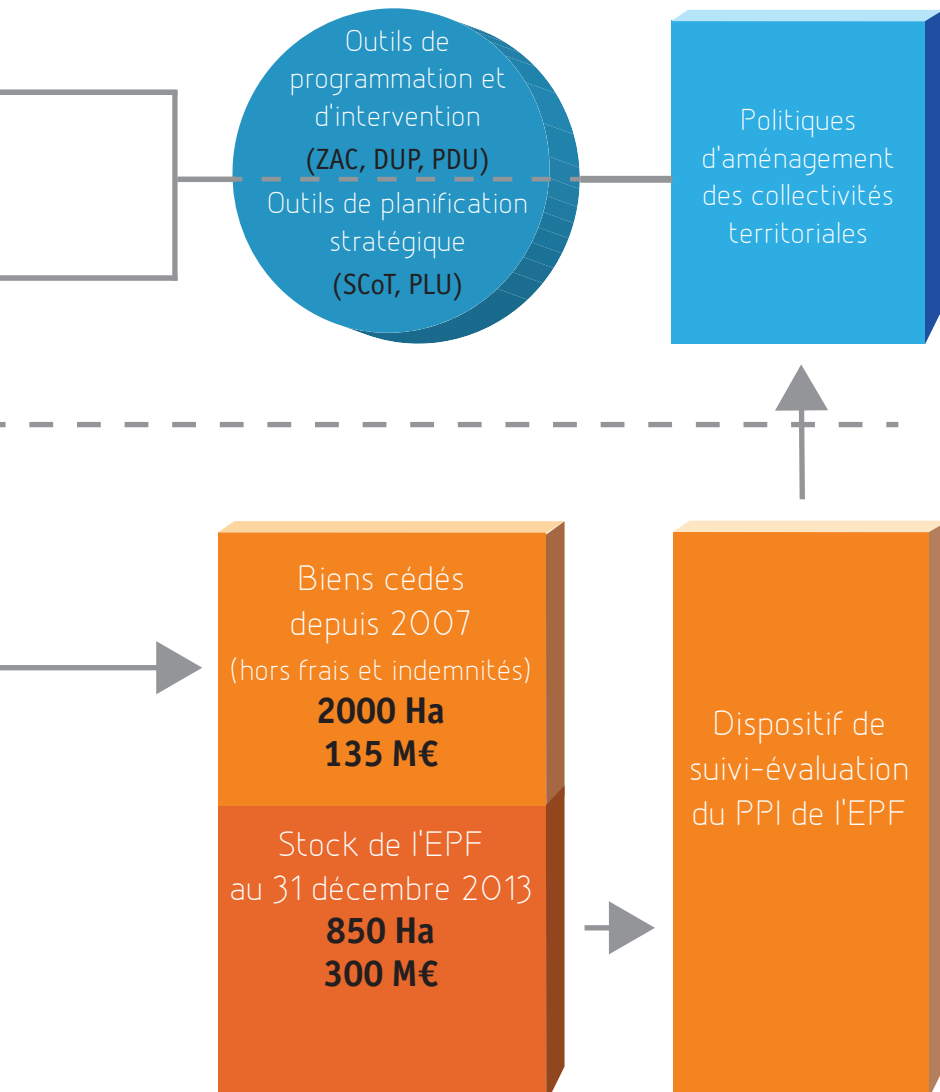 Outils de
programmation et
d'intervention
(ZAC, DUP, PDU)
Outils de planification
stratégique
(SCoT, PLU)
Politiques
d'aménagement
des collectivités
territoriales
Biens cédés
depuis 2007
(hors frais et indemnités)
2000 Ha
135 M€
Stock de l'EPF
au 31 décembre 2013
850 Ha
300 M€
Dispositif de
suivi-évaluation
du PPI de l'EPF